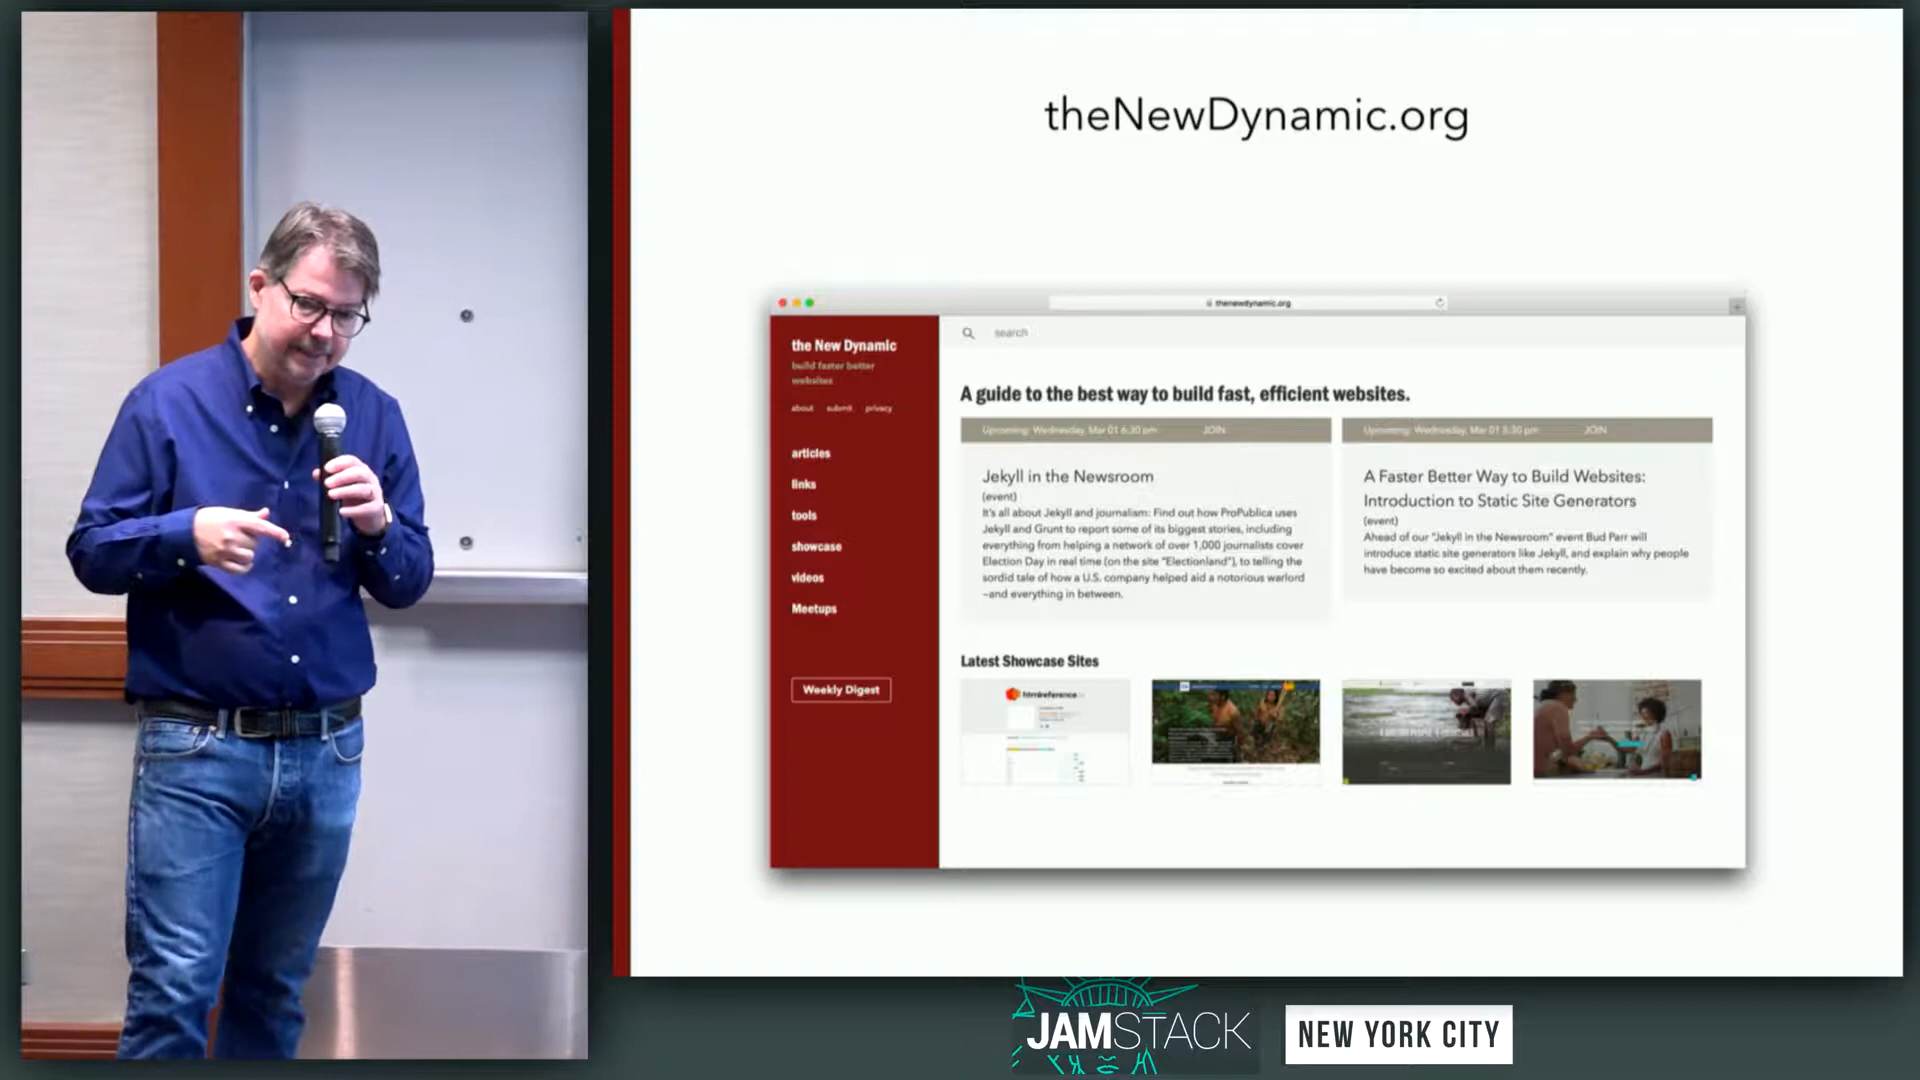 theNewDynamic.org
thenewdynamic.org
the New Dynamic
build faster better
websites
about submit privacy
articles
links
tools
showcase
videos
Meetups
Weekly Digest
search
A guide to the best way to build fast, efficient websites.
Upcoming: Wednesday, Mar 01 6:30 pm JOIN
Jekyll in the Newsroom
(event)
It's all about Jekyll and journalism: Find out how ProPublica uses
Jekyll and Grunt to report some of its biggest stories, including
everything from helping a network of over 1,000 journalists cover
Election Day in real time (on the site "Electionland"), to telling the
sordid tale of how a U.S. company helped aid a notorious warlord
–and everything in between.
Upcoming: Wednesday, Mar 01 5:30 pm JOIN
A Faster Better Way to Build Websites:
Introduction to Static Site Generators
(event)
Ahead of our "Jekyll in the Newsroom" event Bud Parr will
introduce static site generators like Jekyll, and explain why people
have become so excited about them recently.
Latest Showcase Sites
htmlreference
JAMSTACK
NEW YORK CITY